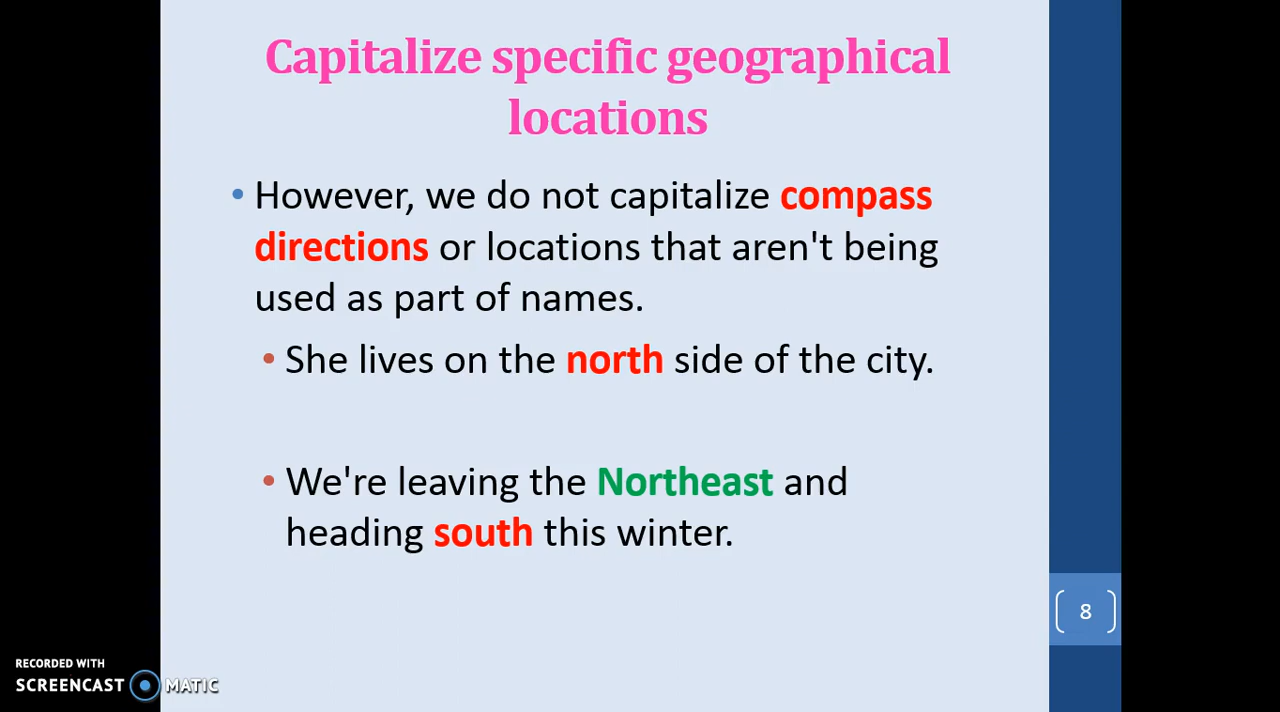 Capitalize specific geographical
locations
• However, we do not capitalize compass
directions or locations that aren't being
used as part of names.
• She lives on the north side of the city.
• We're leaving the Northeast and
heading south this winter.
8
RECORDED WITH
SCREENCAST MATIC